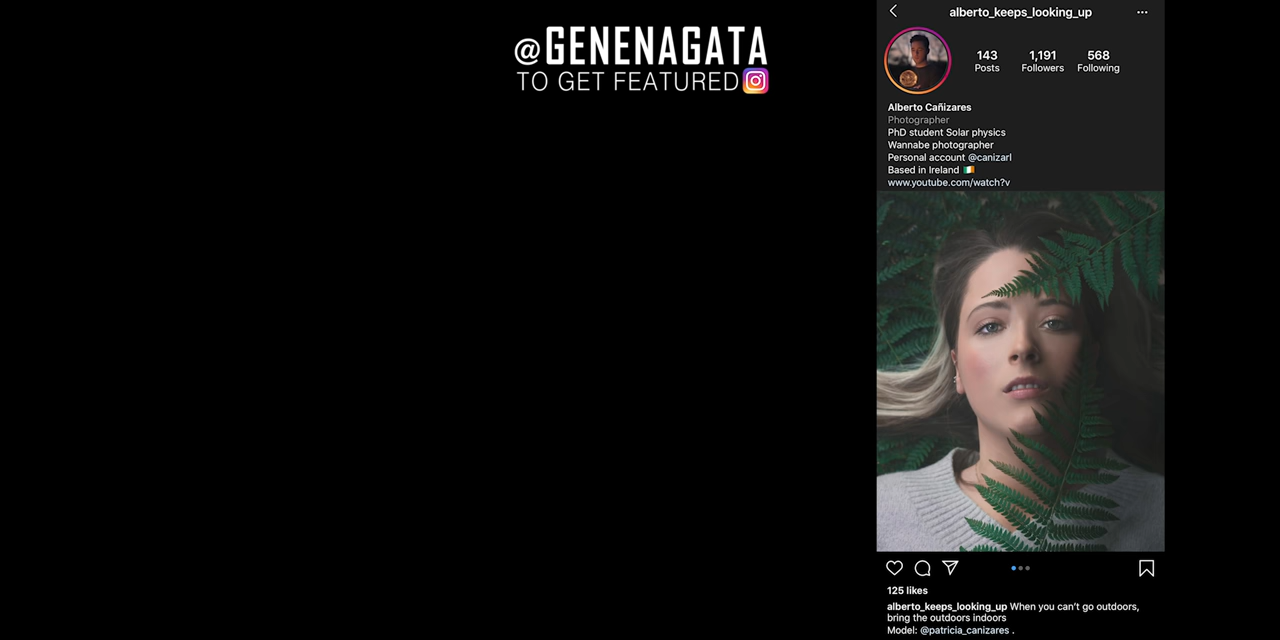 @GENENAGATA
TO GET FEATURED
alberto_keeps_looking_up
143 1,191 568
Posts Followers Following
Alberto Cañizares
Photographer
PhD student Solar physics
Wannabe photographer
Personal account @canizarl
Based in Ireland 🇮🇪
www.youtube.com/watch?v
125 likes
alberto_keeps_looking_up When you can't go outdoors,
bring the outdoors indoors
Model: @patricia_canizares .